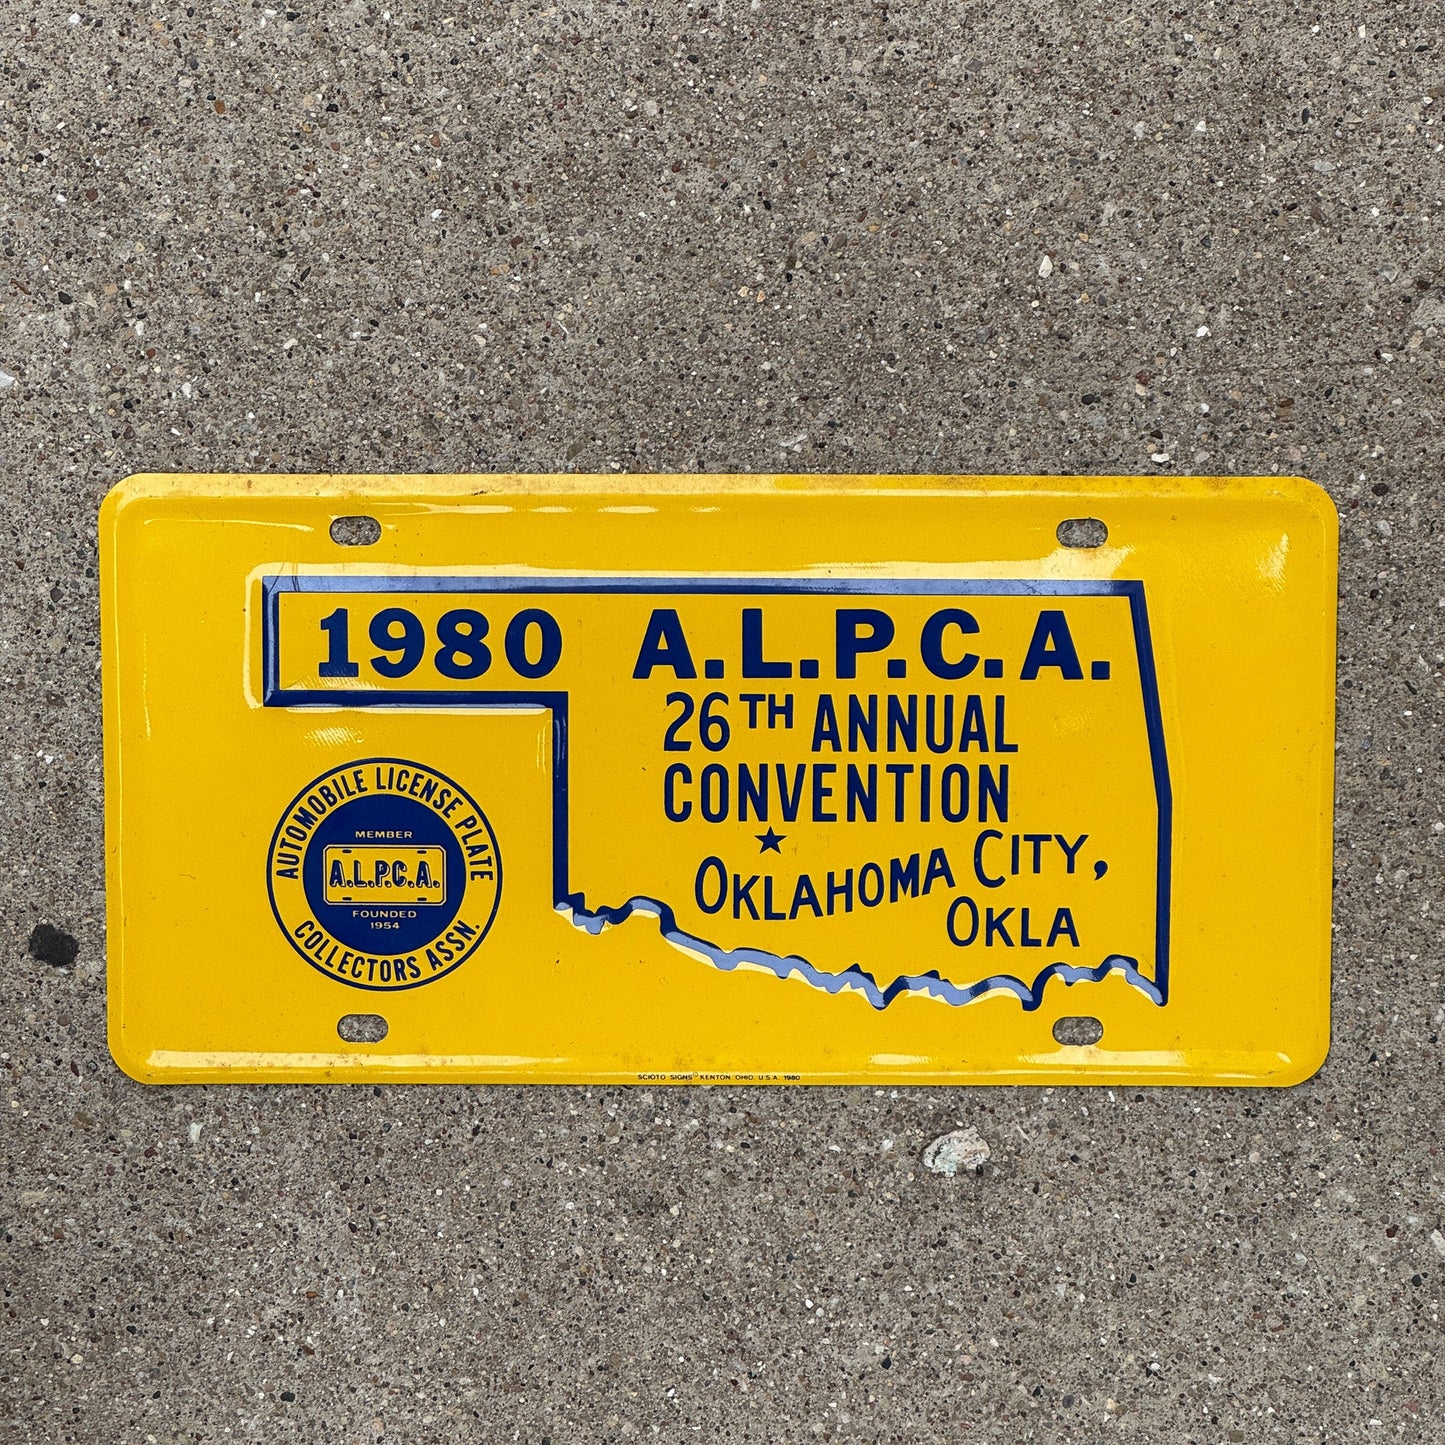 1980 A.L.P.C.A.
26TH ANNUAL
CONVENTION
OKLAHOMA CITY,
OKLA
AUTOMOBILE LICENSE PLATE
MEMBER
A.L.P.C.A.
FOUNDED
1954
COLLECTORS ASSN.
SCIOTO SIGNS® KENTON, OHIO, U.S.A. 1980